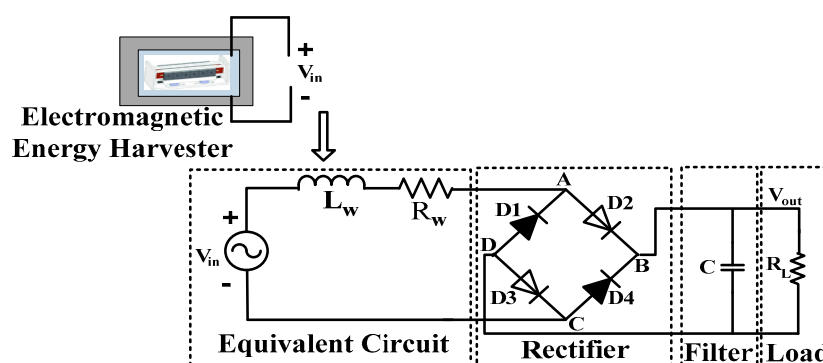 +
Vin
-
Electromagnetic
Energy Harvester
Lw
Rw
+
Vin
-
A
D1
D2
D
B
D3
D4
C
Vout
C
RL
Equivalent Circuit
Rectifier
Filter
Load